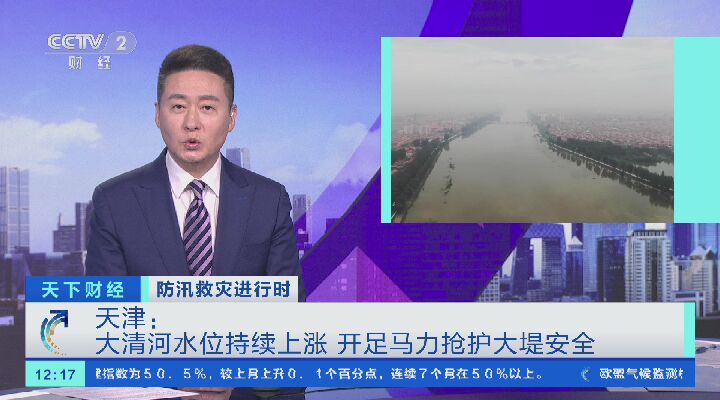 CCTV 2
财经
天下财经
防汛救灾进行时
天津：
大清河水位持续上涨 开足马力抢护大堤安全
12:17
建指数为50．5%，较上月上升0．1个百分点，连续7个月在50%以上。
欧盟气候监测机